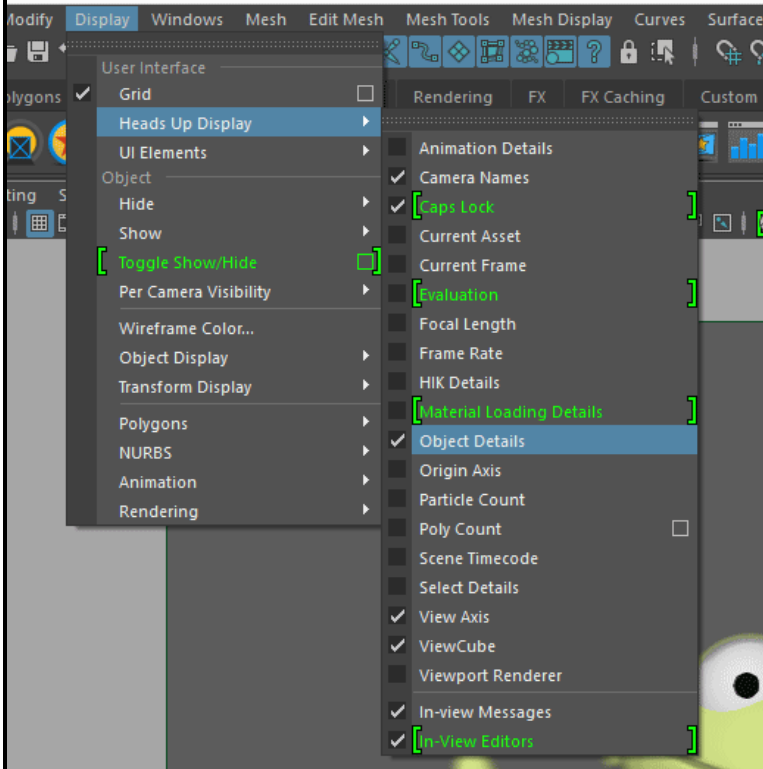 Modify Display Windows Mesh Edit Mesh Mesh Tools Mesh Display Curves Surface
User Interface
Grid
Heads Up Display
UI Elements
Object
Hide
Show
Toggle Show/Hide
Per Camera Visibility
Wireframe Color...
Object Display
Transform Display
Polygons
NURBS
Animation
Rendering
olygons Rendering FX FX Caching Custom
ting S
Animation Details
Camera Names
Caps Lock
Current Asset
Current Frame
Evaluation
Focal Length
Frame Rate
HIK Details
Material Loading Details
Object Details
Origin Axis
Particle Count
Poly Count
Scene Timecode
Select Details
View Axis
ViewCube
Viewport Renderer
In-view Messages
In-View Editors